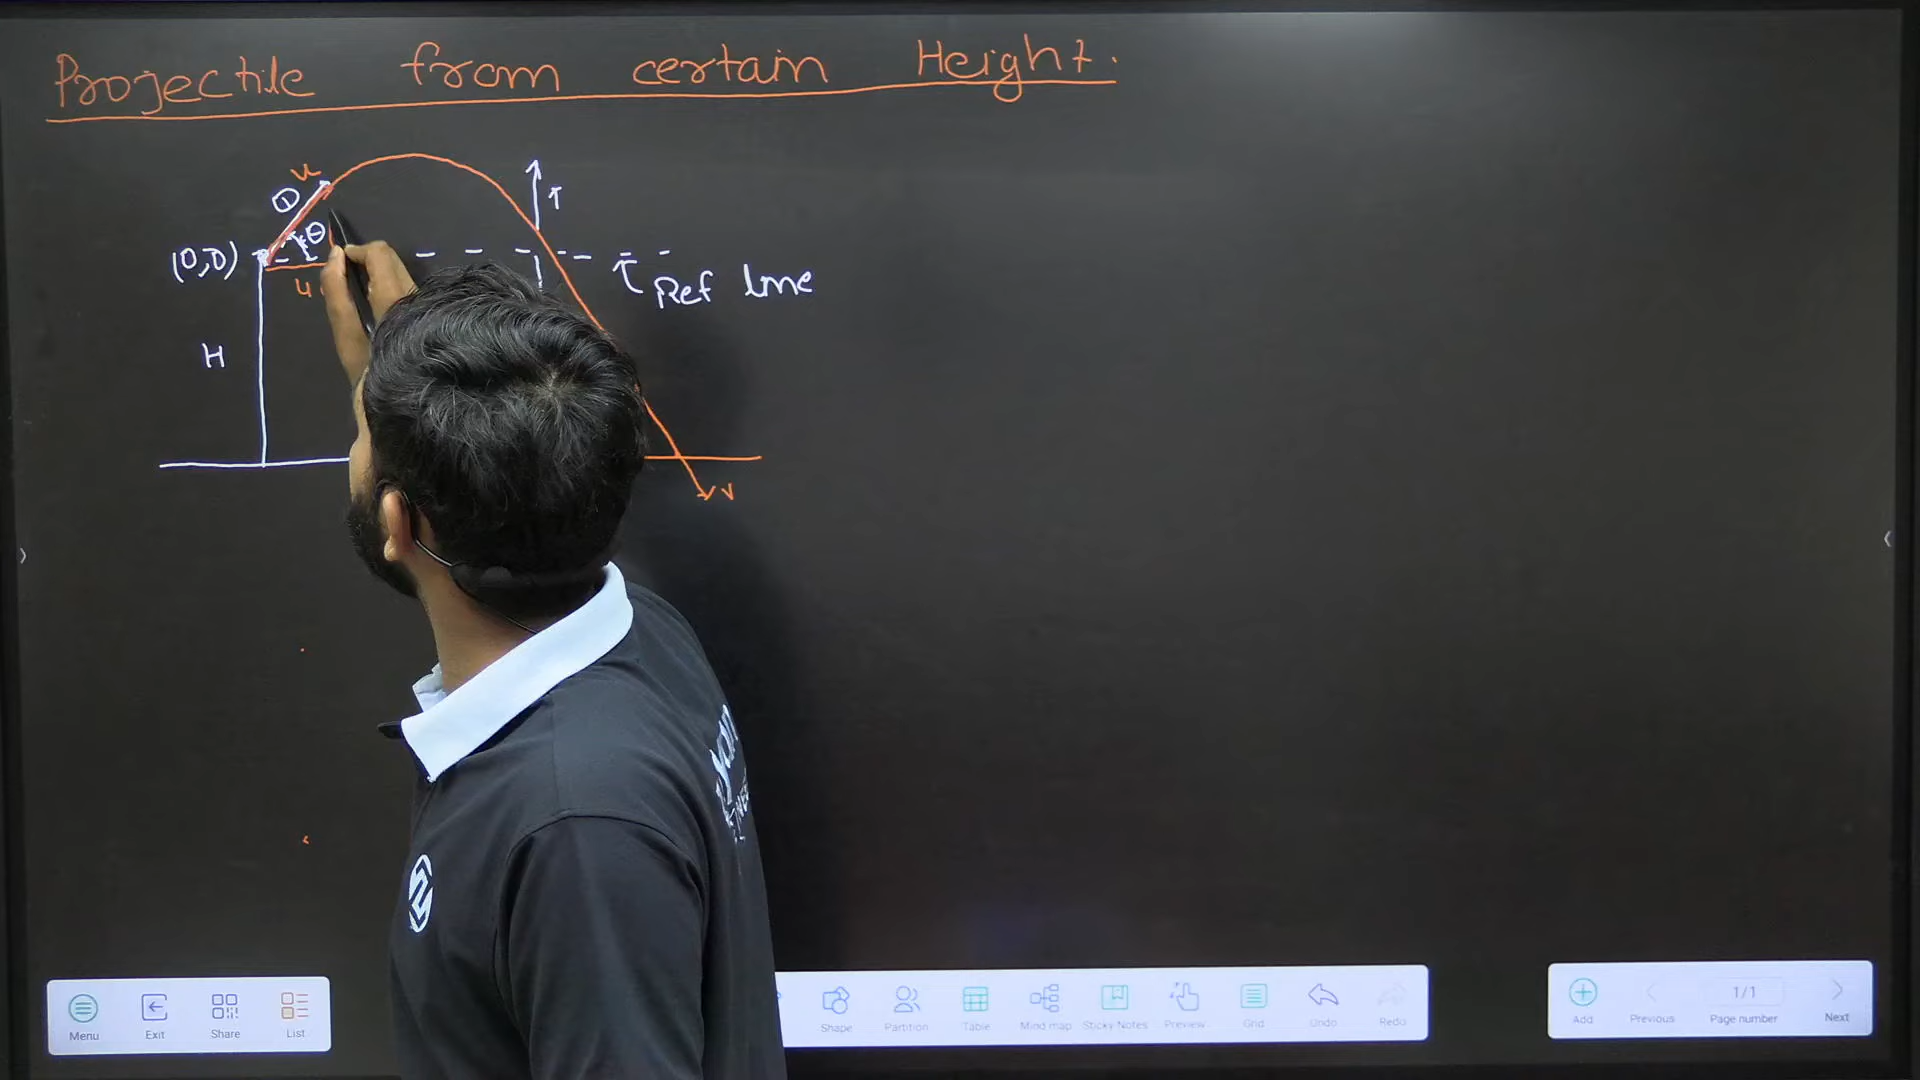 Projectile from certain Height.
u
①
θ
(0,0)
Ref line
H
v
Menu
Exit
Share
List
Shape
Partition
Table
Mind map
Sticky Notes
Preview
Grid
Undo
Redo
Add
Previous
1/1
Page number
Next